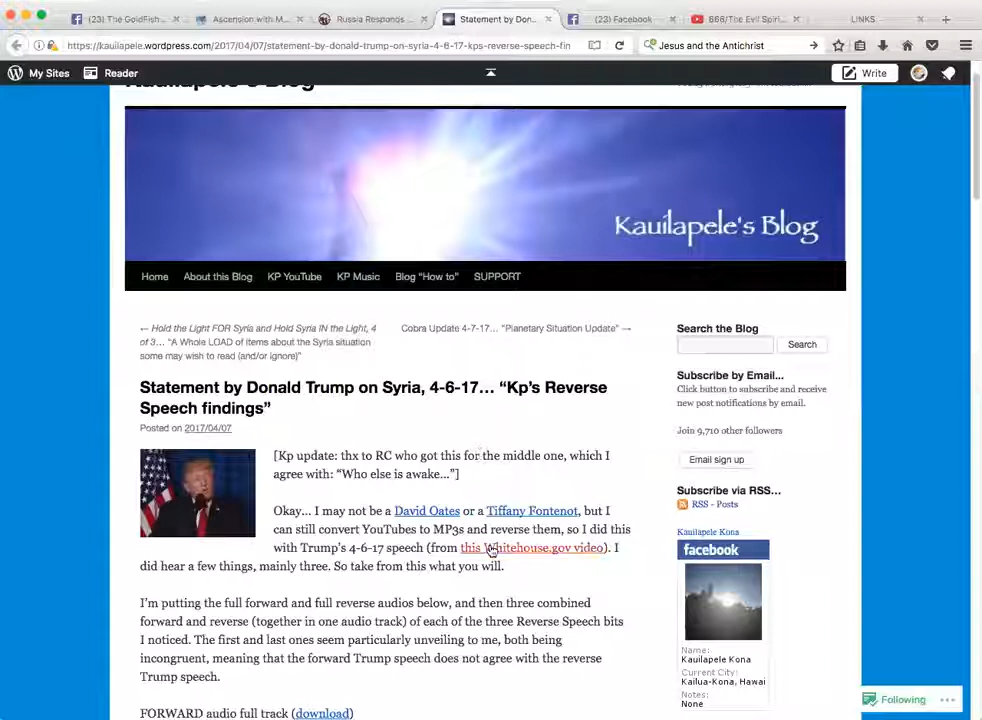 (23) The GoldFish
Ascension with M...
Russia Responds
Statement by Don...
(23) Facebook
666/The Evil Spiri...
LINKS
https://kauilapele.wordpress.com/2017/04/07/statement-by-donald-trump-on-syria-4-6-17-kps-reverse-speech-fin
Jesus and the Antichrist
My Sites
Reader
Write
Kauilapele's Blog
Kauilapele's Blog
Home
About this Blog
KP YouTube
KP Music
Blog "How to"
SUPPORT
← Hold the Light FOR Syria and Hold Syria IN the Light, 4
of 3… “A Whole LOAD of items about the Syria situation
some may wish to read (and/or ignore)”
Cobra Update 4-7-17… “Planetary Situation Update” →
Statement by Donald Trump on Syria, 4-6-17… “Kp’s Reverse
Speech findings”
Posted on 2017/04/07
[Kp update: thx to RC who got this for the middle one, which I
agree with: “Who else is awake…”]
Okay… I may not be a David Oates or a Tiffany Fontenot, but I
can still convert YouTubes to MP3s and reverse them, so I did this
with Trump’s 4-6-17 speech (from this Whitehouse.gov video). I
did hear a few things, mainly three. So take from this what you will.
I’m putting the full forward and full reverse audios below, and then three combined
forward and reverse (together in one audio track) of each of the three Reverse Speech bits
I noticed. The first and last ones seem particularly unveiling to me, both being
incongruent, meaning that the forward Trump speech does not agree with the reverse
Trump speech.
FORWARD audio full track (download)
Search the Blog
Search
Subscribe by Email…
Click button to subscribe and receive
new post notifications by email.
Join 9,710 other followers
Email sign up
Subscribe via RSS…
RSS - Posts
Kauilapele Kona
facebook
Name:
Kauilapele Kona
Current City:
Kailua-Kona, Hawai
Notes:
None
Following